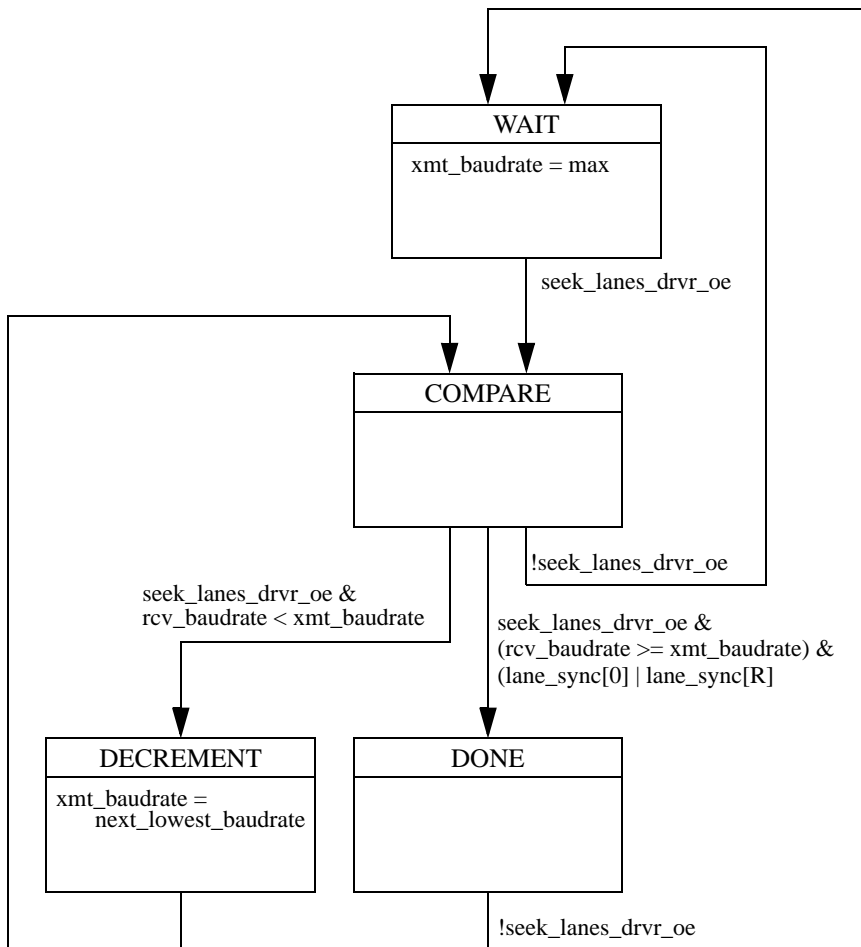 WAIT
xmt_baudrate = max
seek_lanes_drvr_oe
COMPARE
!seek_lanes_drvr_oe
seek_lanes_drvr_oe &
rcv_baudrate < xmt_baudrate
seek_lanes_drvr_oe &
(rcv_baudrate >= xmt_baudrate) &
(lane_sync[0] | lane_sync[R]
DECREMENT
xmt_baudrate =
next_lowest_baudrate
DONE
!seek_lanes_drvr_oe